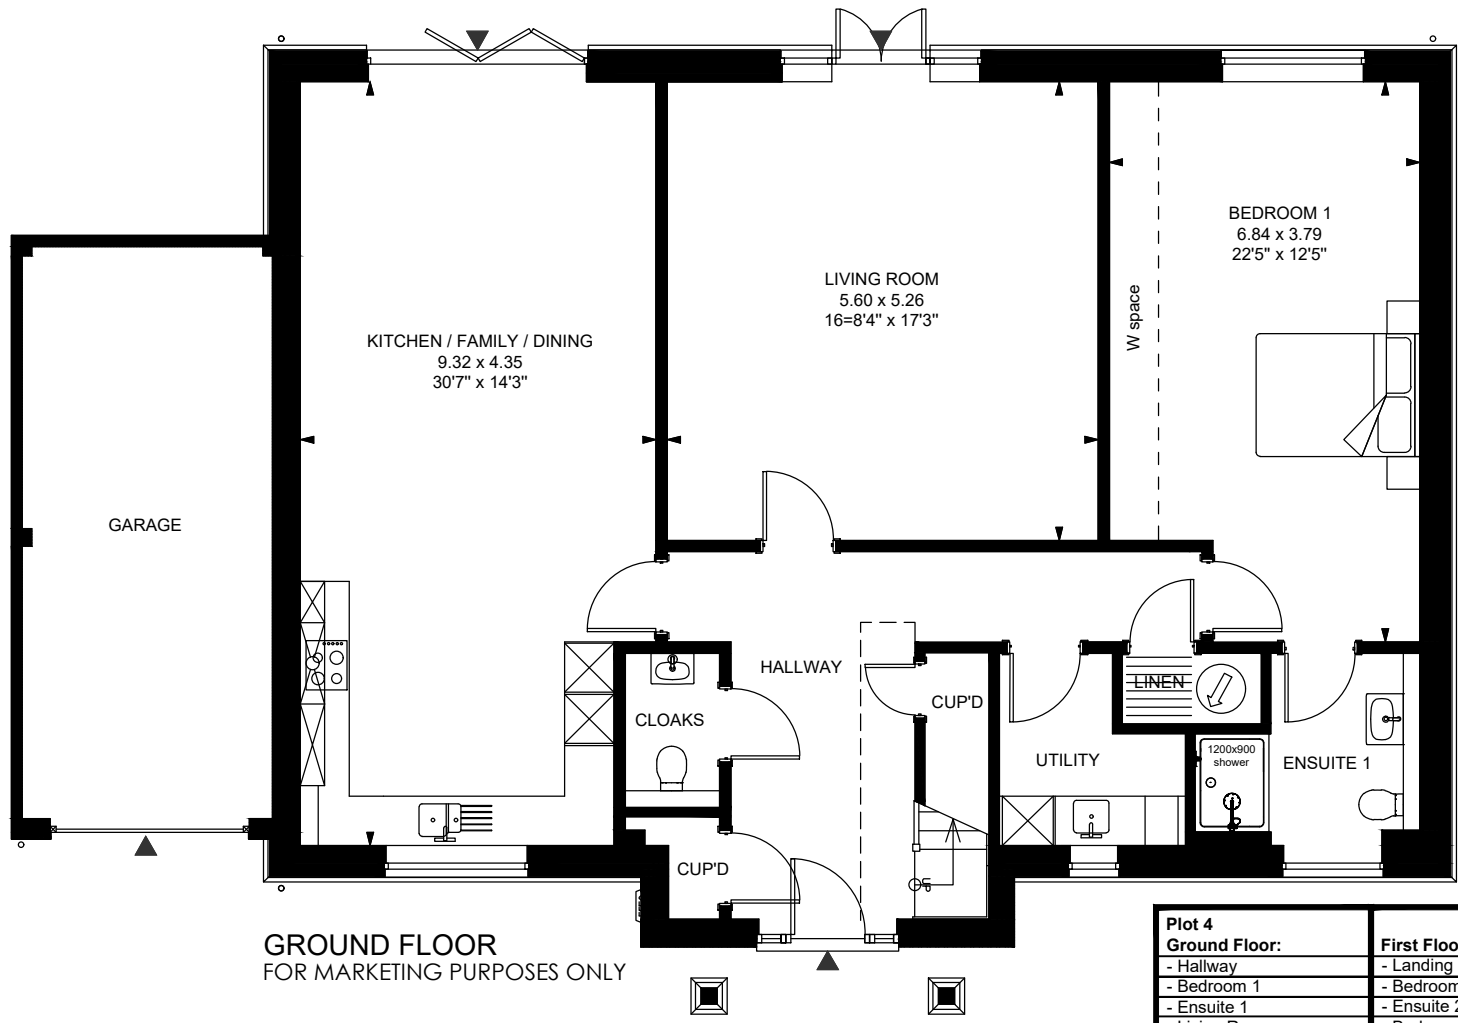 BEDROOM 1
6.84 x 3.79
22'5" x 12'5"
LIVING ROOM
5.60 x 5.26
16=8'4" x 17'3"
W space
KITCHEN / FAMILY / DINING
9.32 x 4.35
30'7" x 14'3"
GARAGE
HALLWAY
LINEN
CUP'D
CLOAKS
UTILITY
1200x900
shower
ENSUITE 1
CUP'D
UP
GROUND FLOOR
FOR MARKETING PURPOSES ONLY
Plot 4
Ground Floor:
- Hallway
- Bedroom 1
- Ensuite 1
First Floo
- Landing
- Bedroom
- Ensuite 2